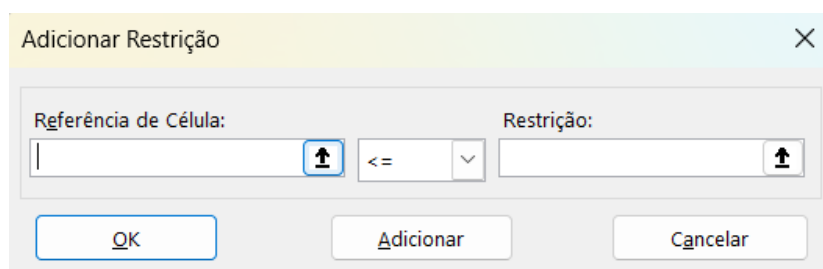 Adicionar Restrição
Referência de Célula:
Restrição:
<=
OK
Adicionar
Cancelar